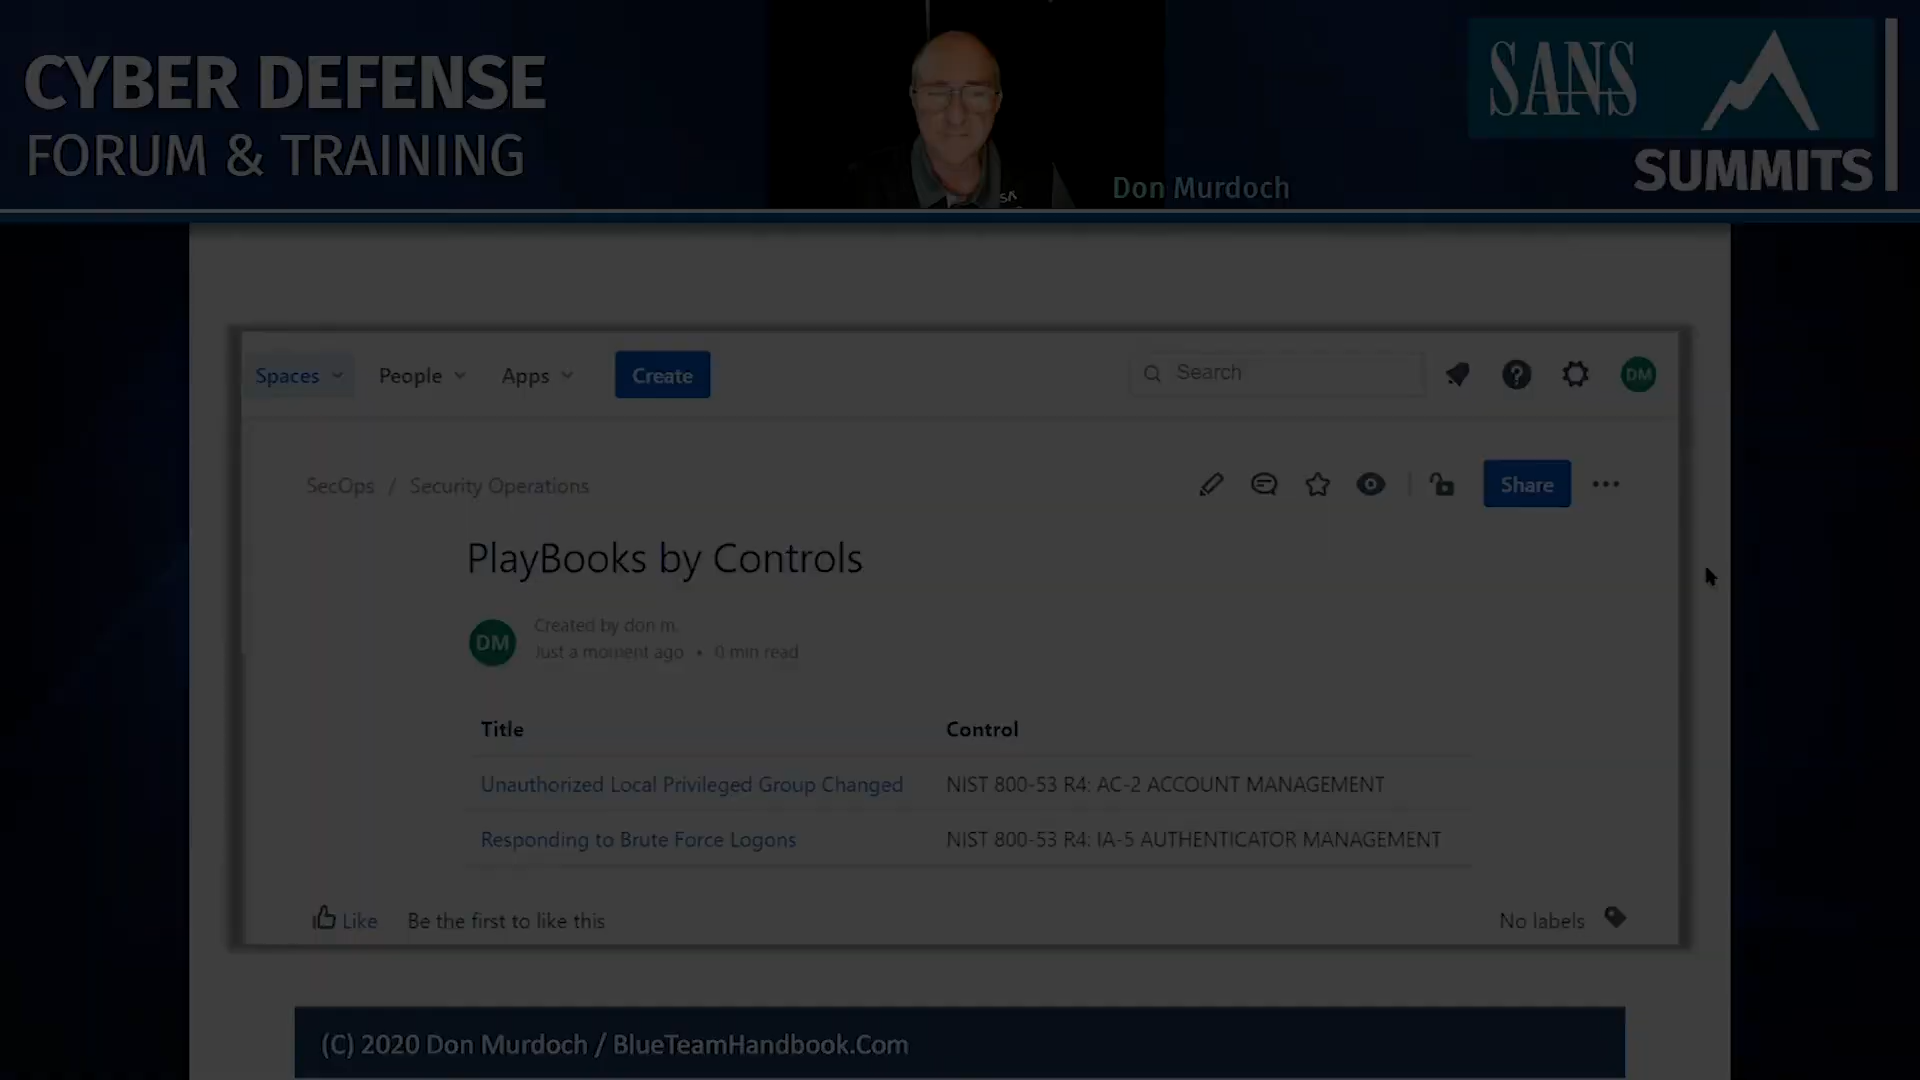 CYBER DEFENSE
FORUM & TRAINING
SANS
SUMMITS
Don Murdoch
Spaces People Apps Create Search DM
SecOps / Security Operations Share
PlayBooks by Controls
DM
Created by don m.
Just a moment ago • 0 min read
Title Control
Unauthorized Local Privileged Group Changed NIST 800-53 R4: AC-2 ACCOUNT MANAGEMENT
Responding to Brute Force Logons NIST 800-53 R4: IA-5 AUTHENTICATOR MANAGEMENT
Like Be the first to like this No labels
(C) 2020 Don Murdoch / BlueTeamHandbook.Com